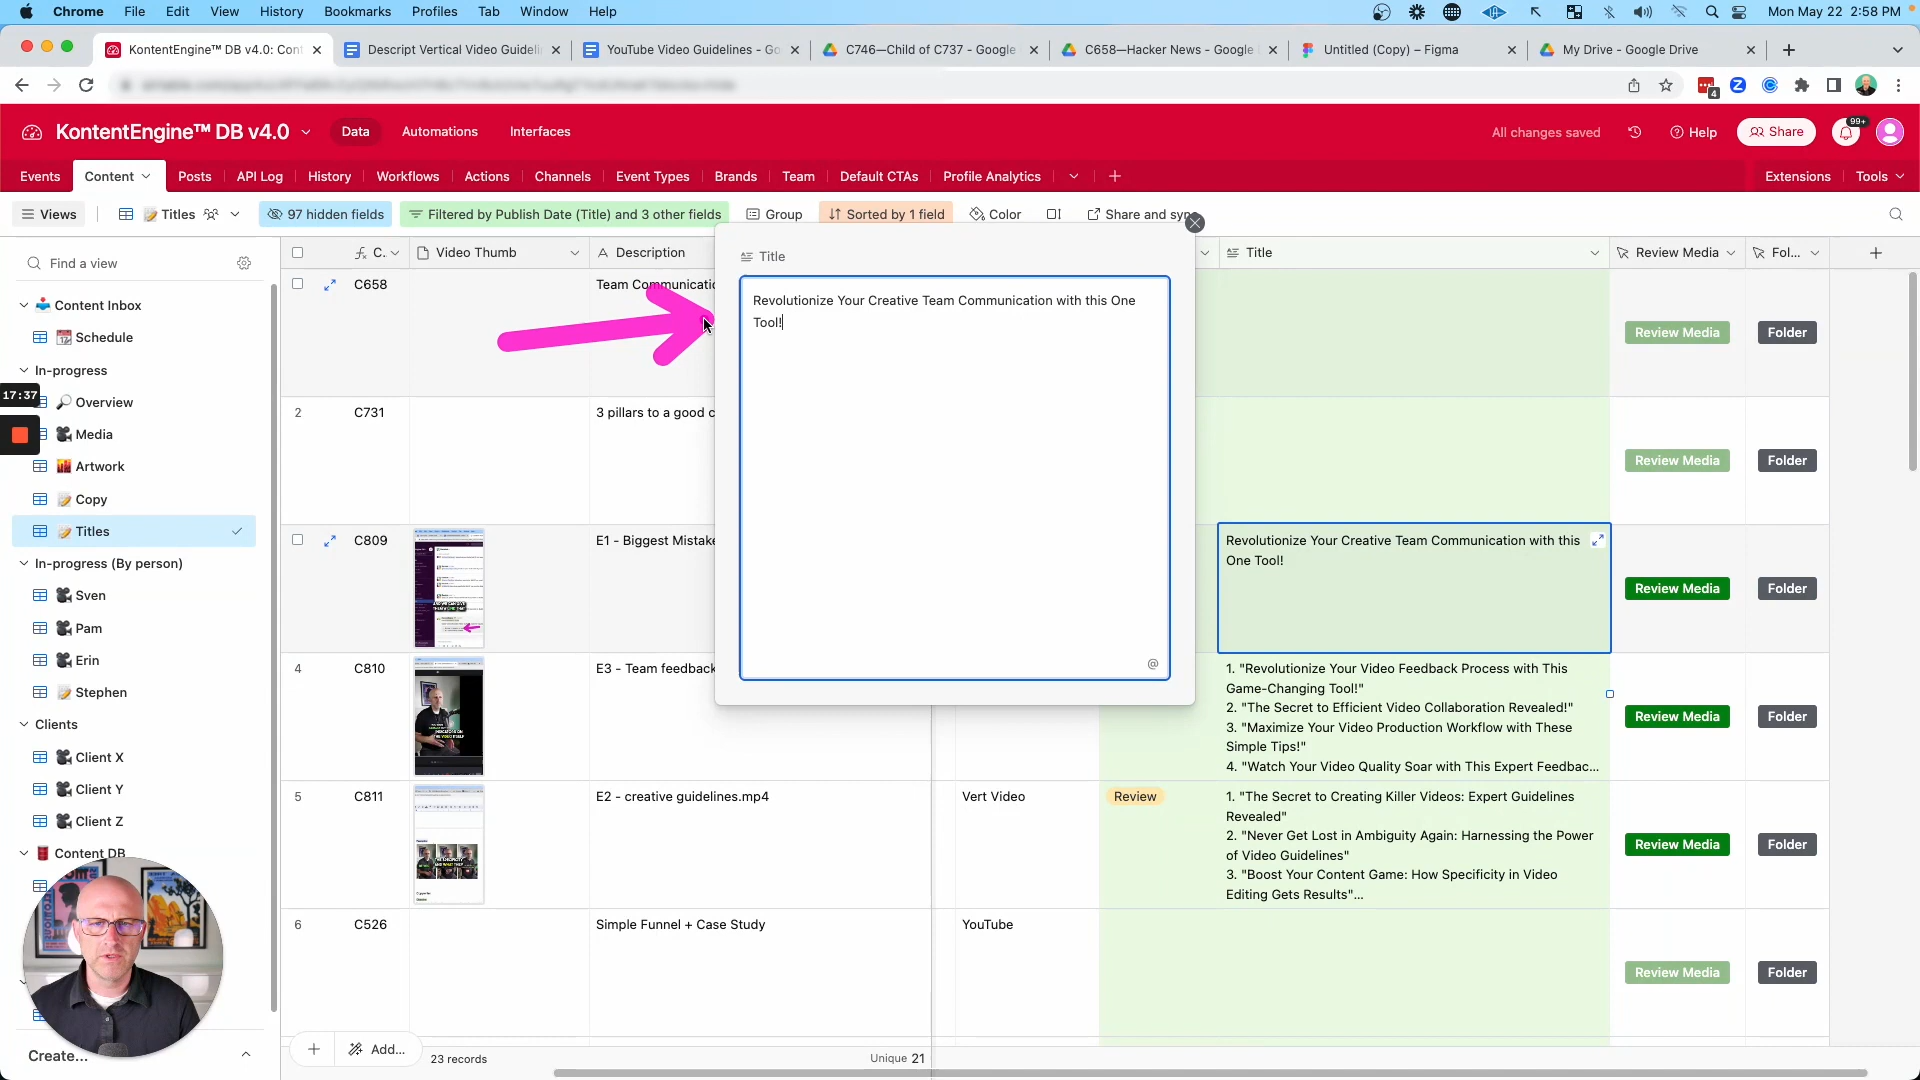 Chrome File Edit View History Bookmarks Profiles Tab Window Help
Mon May 22 2:58 PM
KontentEngine™ DB v4.0: Cont
Descript Vertical Video Guideli
YouTube Video Guidelines - Go
C746—Child of C737 - Google
C658—Hacker News - Google
Untitled (Copy) – Figma
My Drive - Google Drive
4
KontentEngine™ DB v4.0
Data
Automations
Interfaces
All changes saved
Help
Share
99+
Events
Content
Posts
API Log
History
Workflows
Actions
Channels
Event Types
Brands
Team
Default CTAs
Profile Analytics
Extensions
Tools
Views
Titles
97 hidden fields
Filtered by Publish Date (Title) and 3 other fields
Group
Sorted by 1 field
Color
Share and sync
Find a view
Content Inbox
Schedule
In-progress
Overview
17:37
Media
Artwork
Copy
Titles
In-progress (By person)
Sven
Pam
Erin
Stephen
Clients
Client X
Client Y
Client Z
Content DB
Create...
C..
Video Thumb
Description
Title
Review Media
Fol...
C658
Team Communicatio
Review Media
Folder
2
C731
3 pillars to a good c
Review Media
Folder
C809
E1 - Biggest Mistake
Revolutionize Your Creative Team Communication with this
One Tool!
Review Media
Folder
4
C810
E3 - Team feedback
1. "Revolutionize Your Video Feedback Process with This
Game-Changing Tool!"
2. "The Secret to Efficient Video Collaboration Revealed!"
3. "Maximize Your Video Production Workflow with These
Simple Tips!"
4. "Watch Your Video Quality Soar with This Expert Feedbac...
Review Media
Folder
5
C811
E2 - creative guidelines.mp4
Vert Video
Review
1. "The Secret to Creating Killer Videos: Expert Guidelines
Revealed"
2. "Never Get Lost in Ambiguity Again: Harnessing the Power
of Video Guidelines"
3. "Boost Your Content Game: How Specificity in Video
Editing Gets Results"...
Review Media
Folder
6
C526
Simple Funnel + Case Study
YouTube
Review Media
Folder
Title
Revolutionize Your Creative Team Communication with this One
Tool!
@
Add...
23 records
Unique 21